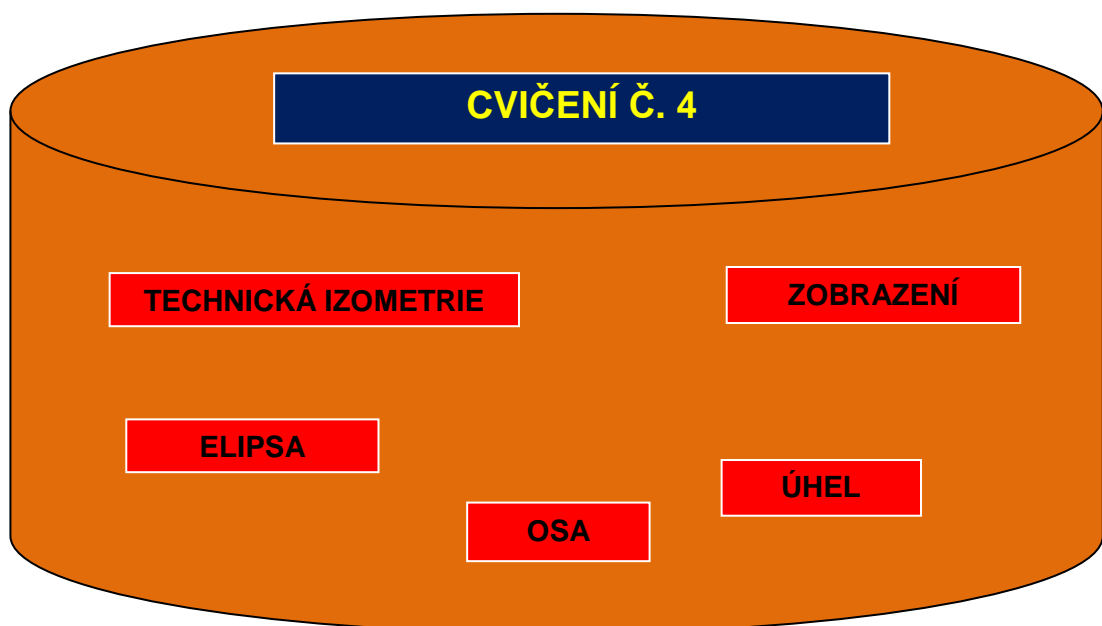 CVIČENÍ Č. 4
TECHNICKÁ IZOMETRIE
ZOBRAZENÍ
ELIPSA
ÚHEL
OSA